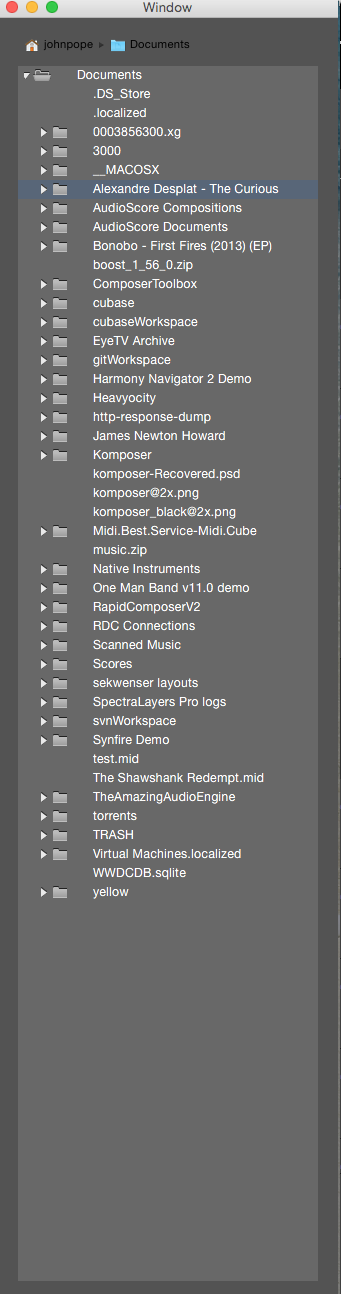 Window
johnpope Documents
Documents
.DS_Store
.localized
0003856300.xg
3000
__MACOSX
Alexandre Desplat - The Curious
AudioScore Compositions
AudioScore Documents
Bonobo - First Fires (2013) (EP)
boost_1_56_0.zip
ComposerToolbox
cubase
cubaseWorkspace
EyeTV Archive
gitWorkspace
Harmony Navigator 2 Demo
Heavyocity
http-response-dump
James Newton Howard
Komposer
komposer-Recovered.psd
komposer@2x.png
komposer_black@2x.png
Midi.Best.Service-Midi.Cube
music.zip
Native Instruments
One Man Band v11.0 demo
RapidComposerV2
RDC Connections
Scanned Music
Scores
sekwenser layouts
SpectraLayers Pro logs
svnWorkspace
Synfire Demo
test.mid
The Shawshank Redempt.mid
TheAmazingAudioEngine
torrents
TRASH
Virtual Machines.localized
WWDCDB.sqlite
yellow